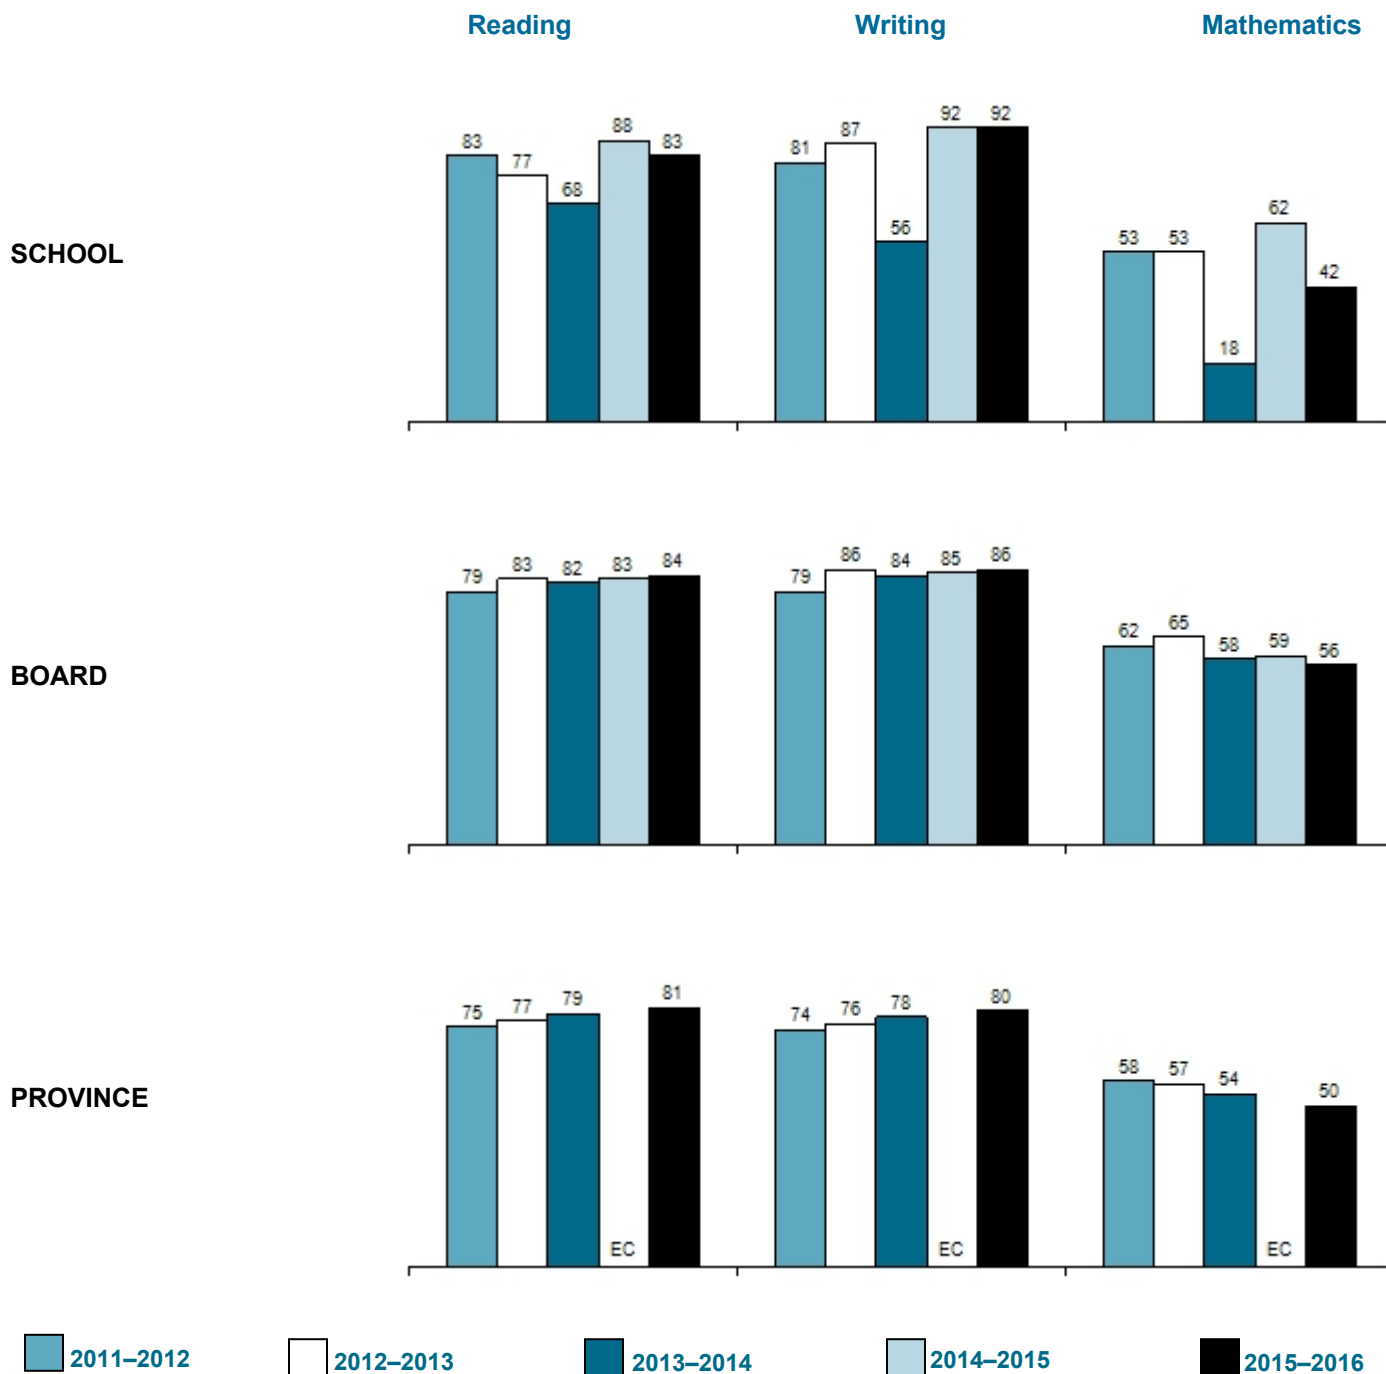 Reading Writing Mathematics
SCHOOL
83 77 68 88 83 81 87 56 92 92 53 53 18 62 42
BOARD
79 83 82 83 84 79 86 84 85 86 62 65 58 59 56
PROVINCE
75 77 79 EC 81 74 76 78 EC 80 58 57 54 EC 50
2011–2012 2012–2013 2013–2014 2014–2015 2015–2016